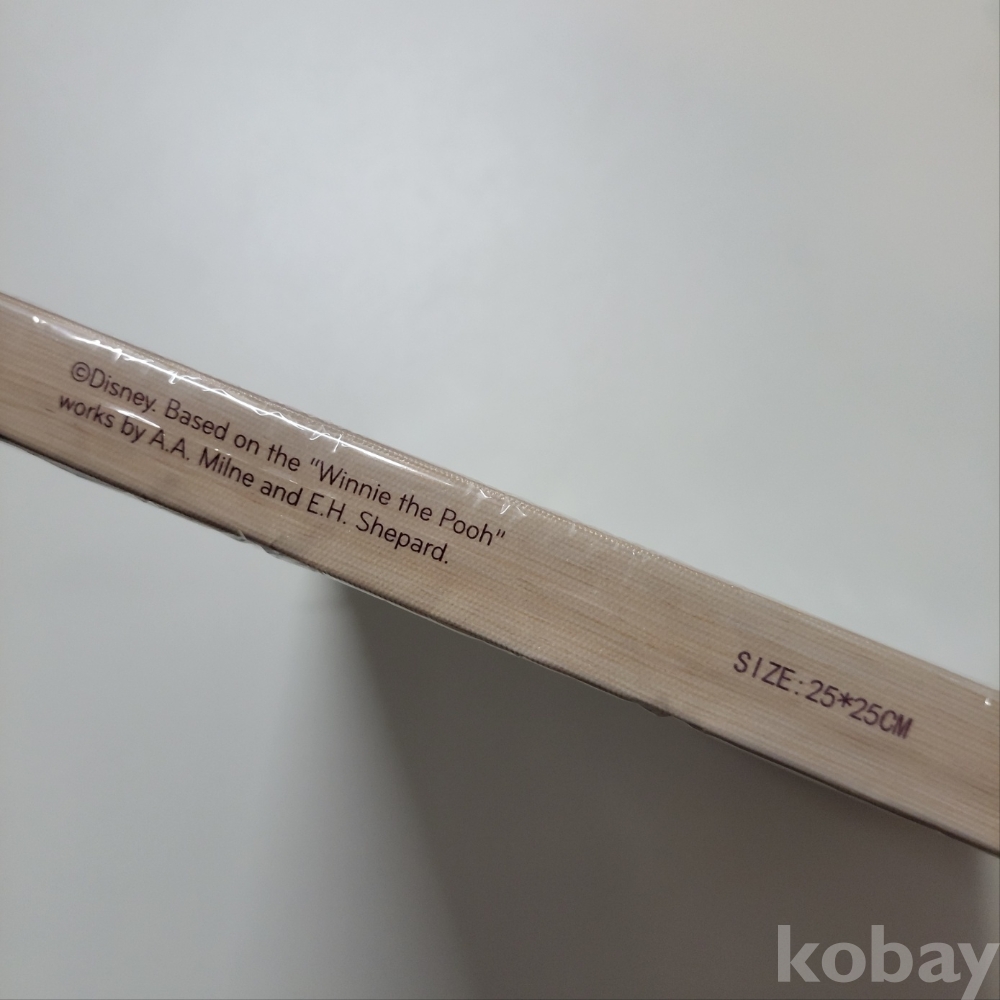 ©Disney. Based on the "Winnie the Pooh"
works by A.A. Milne and E.H. Shepard.
SIZE:25*25CM
kobay